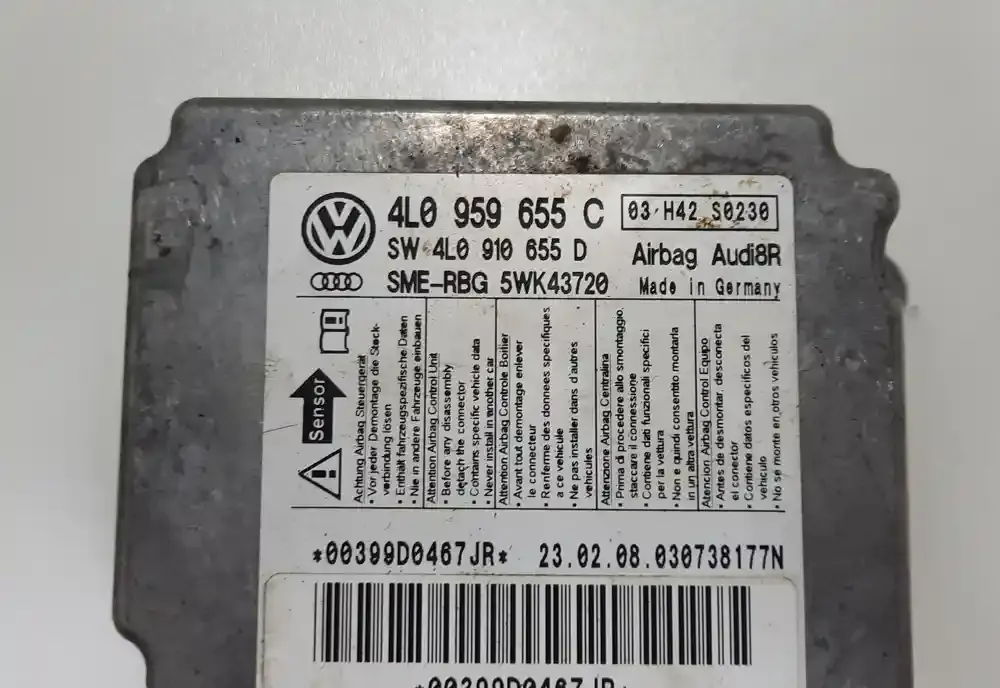 4L0 959 655 C
03 H42 S0230
SW 4L0 910 655 D
Airbag Audi8R
SME-RBG 5WK43720
Made in Germany
Sensor
Achtung Airbag Steuergerät
• Vor jeder Demontage die Steck-
verbindung lösen
• Enthält fahrzeugspezifische Daten
• Nie in andere Fahrzeuge einbauen
Attention Airbag Control Unit
• Before any disassembly
detach the connector
• Contains specific vehicle data
• Never install in another car
Attention Airbag Controle Boitier
• Avant tout demontage enlever
le connecteur
• Renferme des donnees specifiques
a ce vehicule
• Ne pas installer dans d'autres
vehicules
Attenzione Airbag Centralina
• Prima di procedere allo smontaggio,
staccare il connessione
• Contiene dati funzionali specifici
per la vettura
• Non e quindi consentito montarla
in un altra vettura
Atencion Airbag Control Equipo
• Antes de desmontar, desconecta
el conector
• Contiene datos especificos del
vehiculo
• No se monte en otros vehiculos
*00399D0467JR*
23.02.08.030738177N
*00399D0467JR*